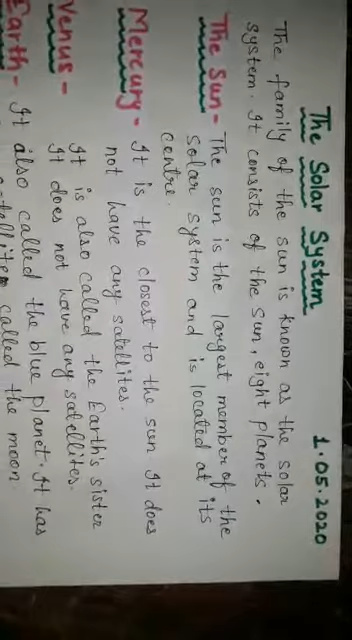 The Solar System 1.05.2020
The family of the sun is known as the solar
system. It consists of the sun, eight planets.
The Sun- The sun is the largest member of the
solar system and is located at its
centre.
Mercury- It is the closest to the sun It does
not have any satellites.
Venus- It is also called the Earth's sister
It does not have any satellites.
Earth- It also called the blue planet. It has
called the moon